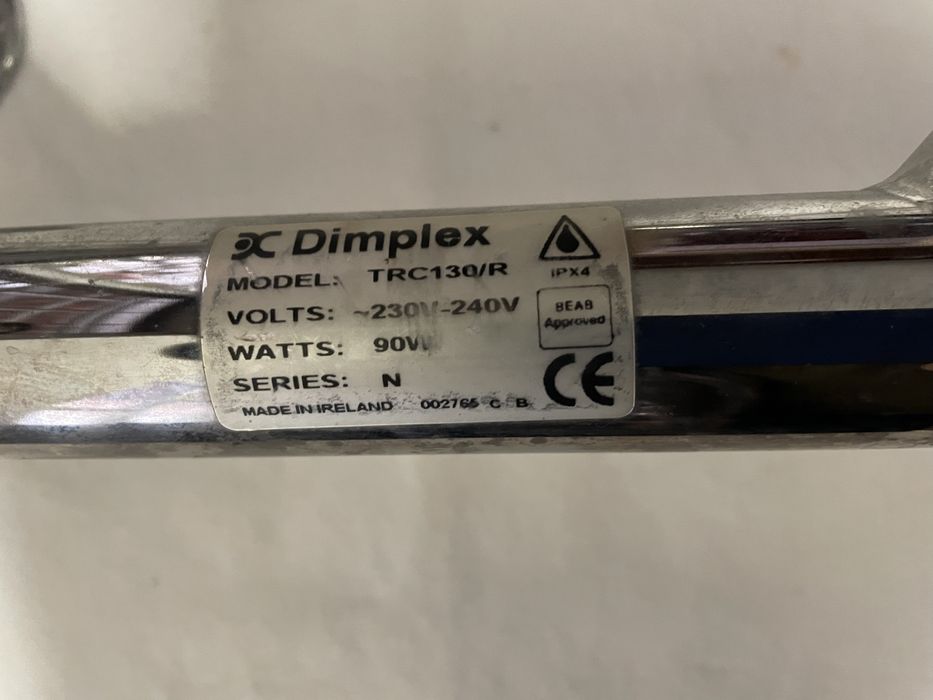 Dimplex
IPX4
MODEL: TRC130/R
VOLTS: ~230V-240V
BEAB
Approved
WATTS: 90W
SERIES: N
CE
MADE IN IRELAND 002765 C B